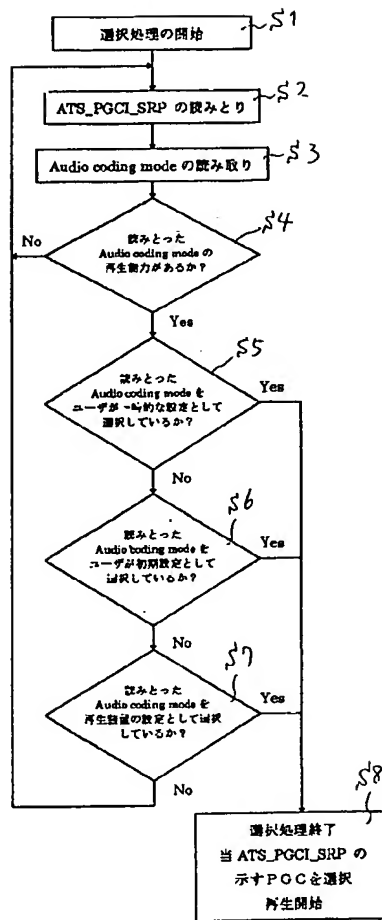 選択処理の開始
S1
ATS_PGCI_SRP の読みとり
S2
Audio coding mode の読み取り
S3
読みとった
Audio coding mode の
再生能力があるか?
S4
No
Yes
読みとった
Audio coding mode を
ユーザが一時的な設定として
選択しているか?
S5
Yes
No
読みとった
Audio coding mode を
ユーザが初期設定として
選択しているか?
S6
Yes
No
読みとった
Audio coding mode を
再生装置の設定として選択
しているか?
S7
Yes
No
S8
選択処理終了
当 ATS_PGCI_SRP の
示すPGCを選択
再生開始